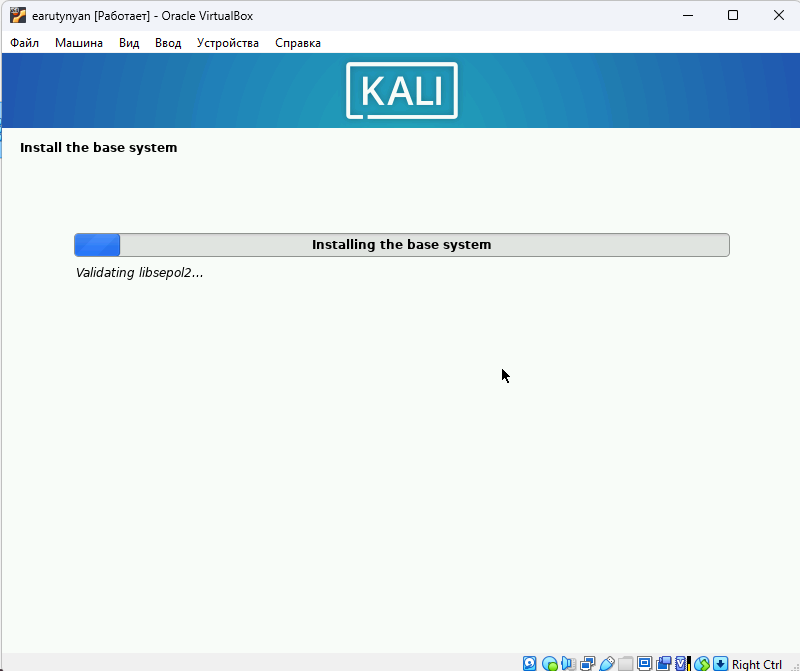 earutynyan [Работает] - Oracle VirtualBox
Файл Машина Вид Ввод Устройства Справка
KALI
Install the base system
Installing the base system
Validating libsepol2...
Right Ctrl